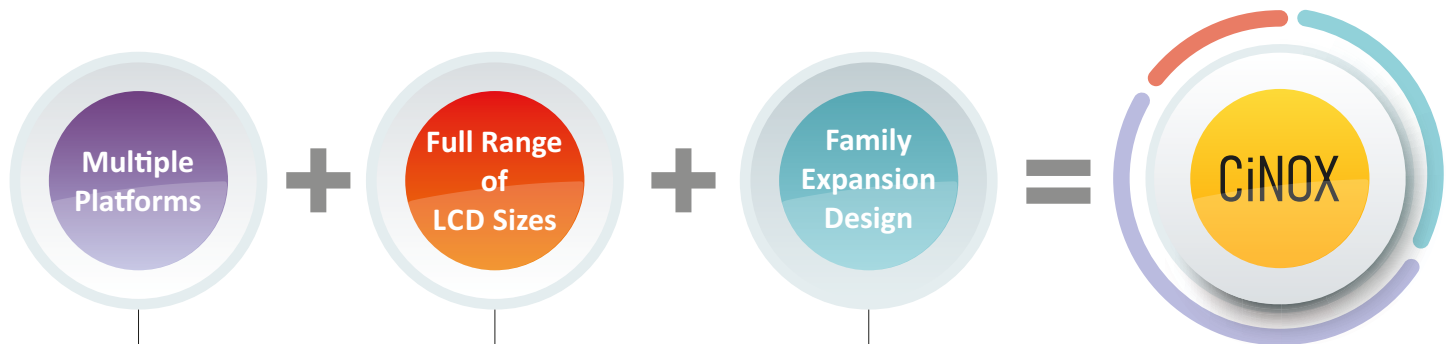 Multiple
Platforms
+
Full Range
of
LCD Sizes
+
Family
Expansion
Design
=
CiNOX